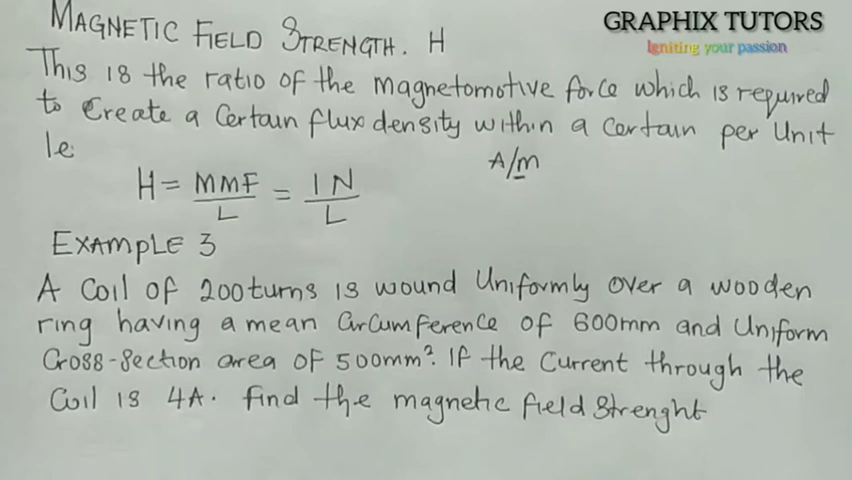 MAGNETIC FIELD STRENGTH. H
GRAPHIX TUTORS
Igniting your passion
This is the ratio of the magnetomotive force which is required
to Create a Certain flux density within a certain per Unit
Ie
A/m
H = MMF/L = IN/L
EXAMPLE 3
A Coil of 200turns is wound Uniformly over a wooden
ring having a mean Circumference of 600mm and Uniform
Cross-Section area of 500mm². If the Current through the
Coil is 4A. find the magnetic field Strenght